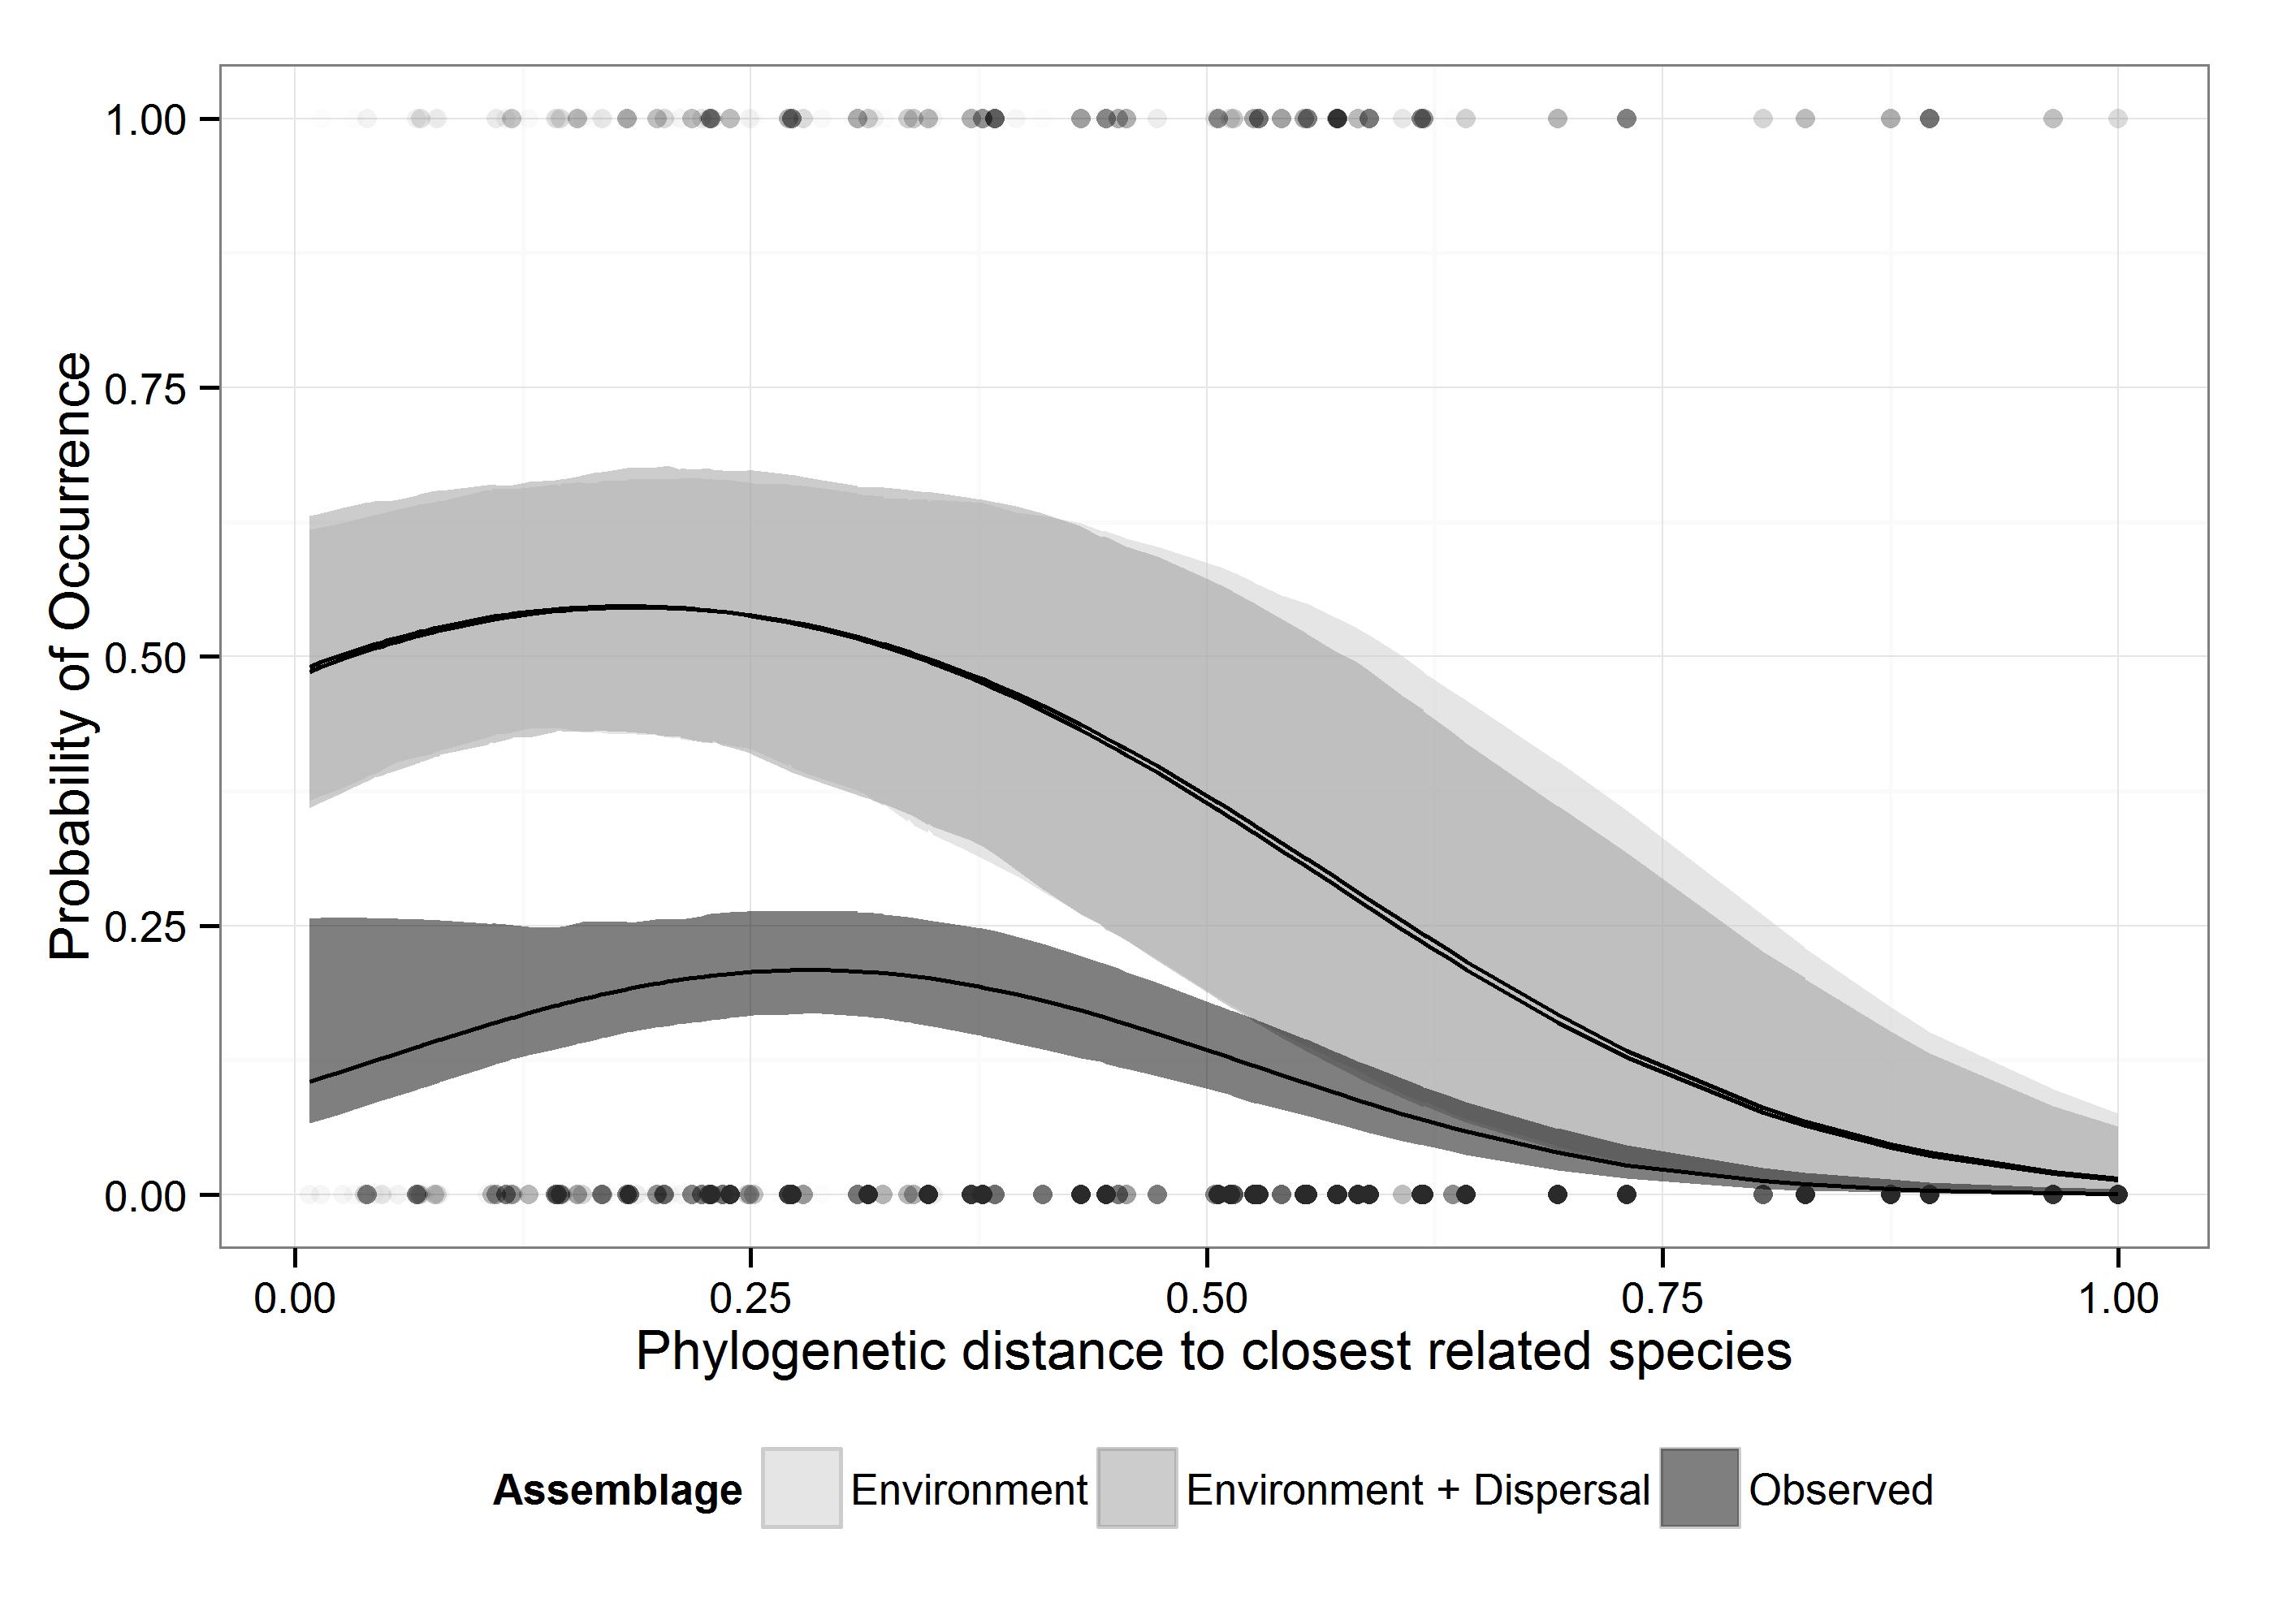 1.00
0.75
0.50
0.25
0.00
Probability of Occurrence
0.00 0.25 0.50 0.75 1.00
Phylogenetic distance to closest related species
Assemblage Environment Environment + Dispersal Observed